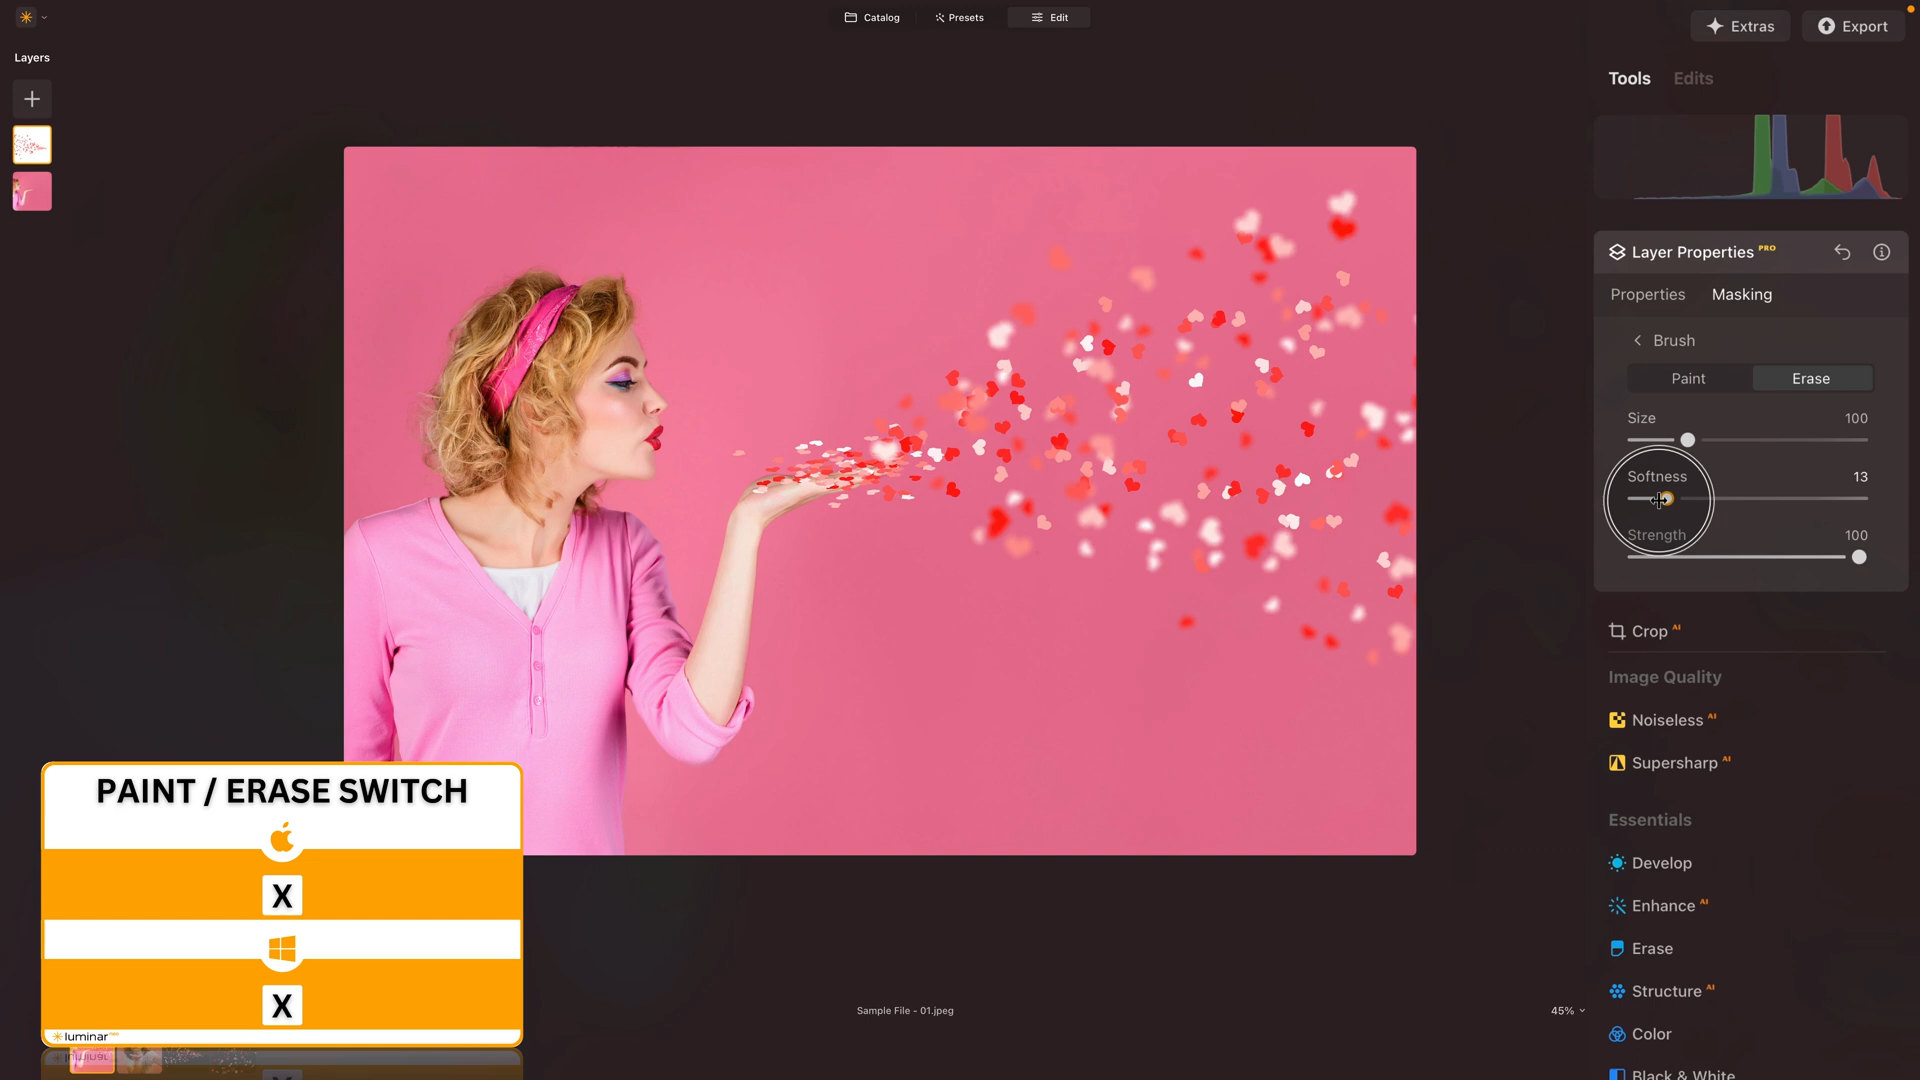 Catalog
Presets
Edit
Extras
Export
Layers
Tools
Edits
Layer Properties PRO
Properties
Masking
Brush
Paint
Erase
Size
100
Softness
13
Strength
100
Crop AI
Image Quality
Noiseless AI
Supersharp AI
Essentials
Develop
Enhance AI
Erase
Structure AI
Color
Black & White
PAINT / ERASE SWITCH
X
X
luminar neo
Sample File - 01.jpeg
45%